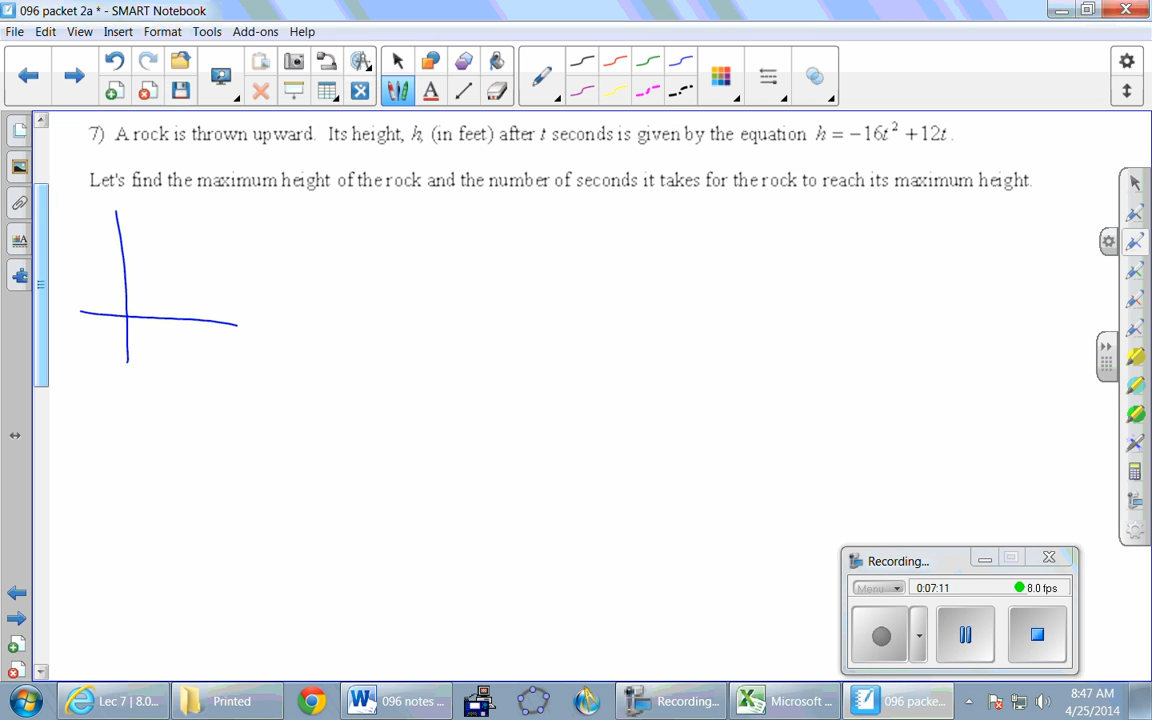 096 packet 2a * - SMART Notebook
File Edit View Insert Format Tools Add-ons Help
7) A rock is thrown upward. Its height, h, (in feet) after t seconds is given by the equation h = −16t² +12t.
Let's find the maximum height of the rock and the number of seconds it takes for the rock to reach its maximum height.
Recording...
Menu 0:07:11 8.0 fps
Lec 7 | 8.0... Printed 096 notes ... Recording... Microsoft ... 096 packe... 8:47 AM
4/25/2014